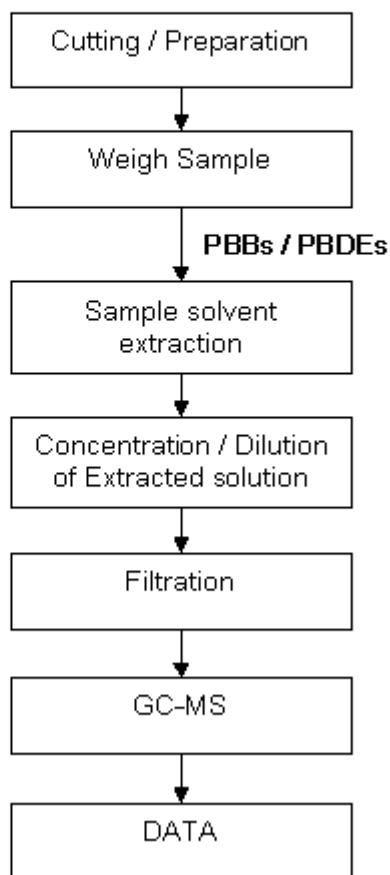 Cutting / Preparation
Weigh Sample
PBBs / PBDEs
Sample solvent
extraction
Concentration / Dilution
of Extracted solution
Filtration
GC-MS
DATA